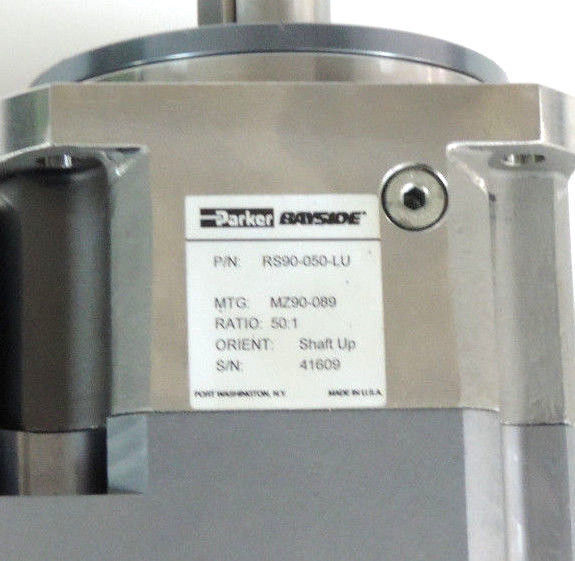 Parker BAYSIDE
P/N: RS90-050-LU
MTG: MZ90-089
RATIO: 50:1
ORIENT: Shaft Up
S/N: 41609
PORT WASHINGTON, N.Y. MADE IN U.S.A.